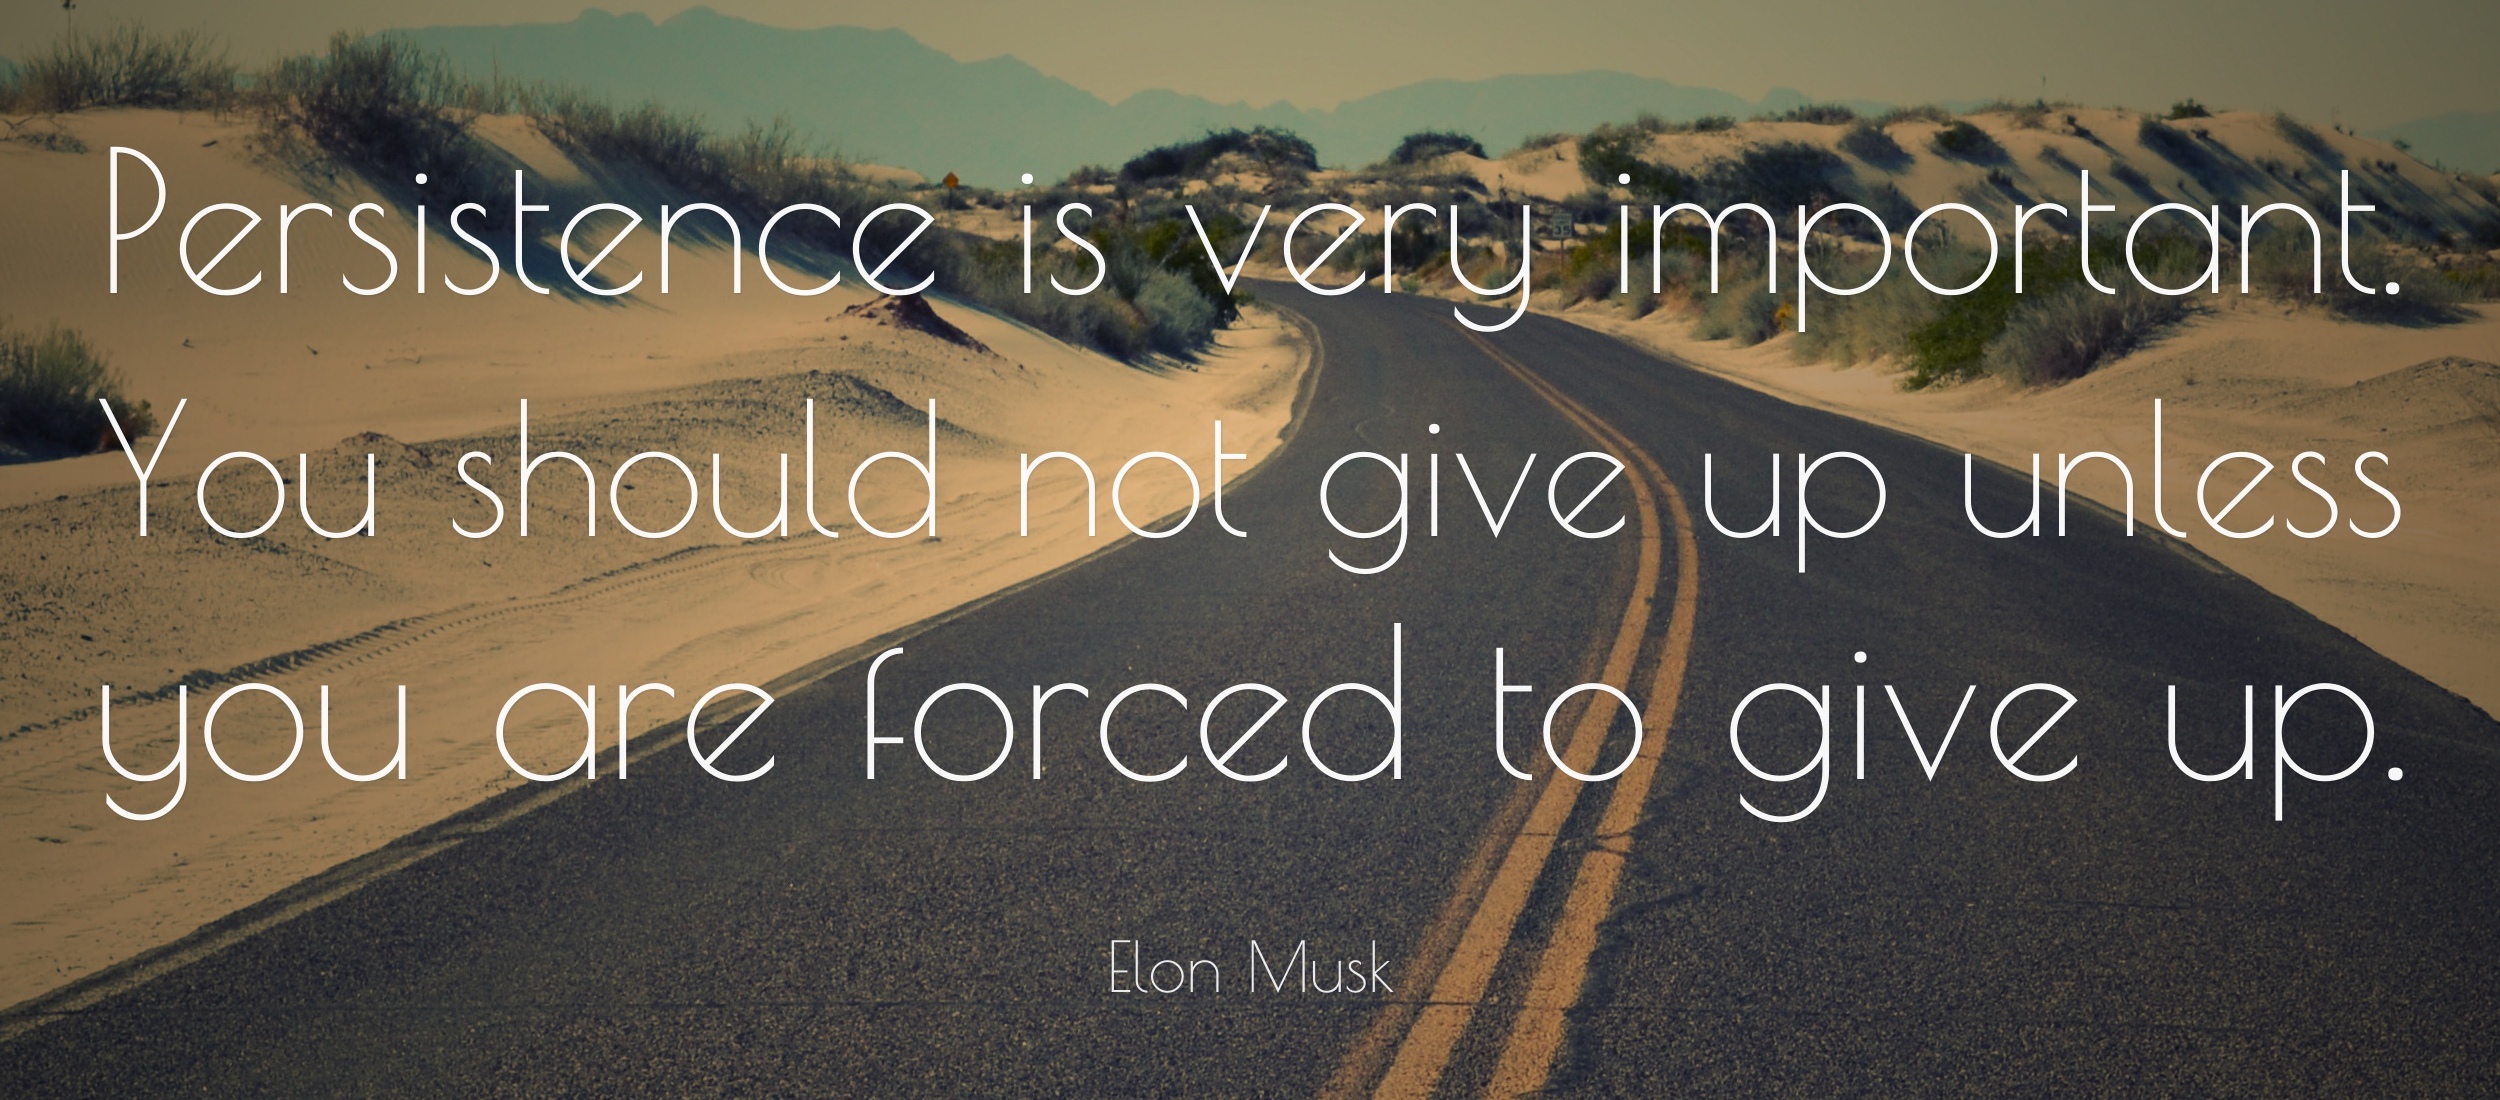 Persistence is very important.
You should not give up unless
you are forced to give up.
Elon Musk